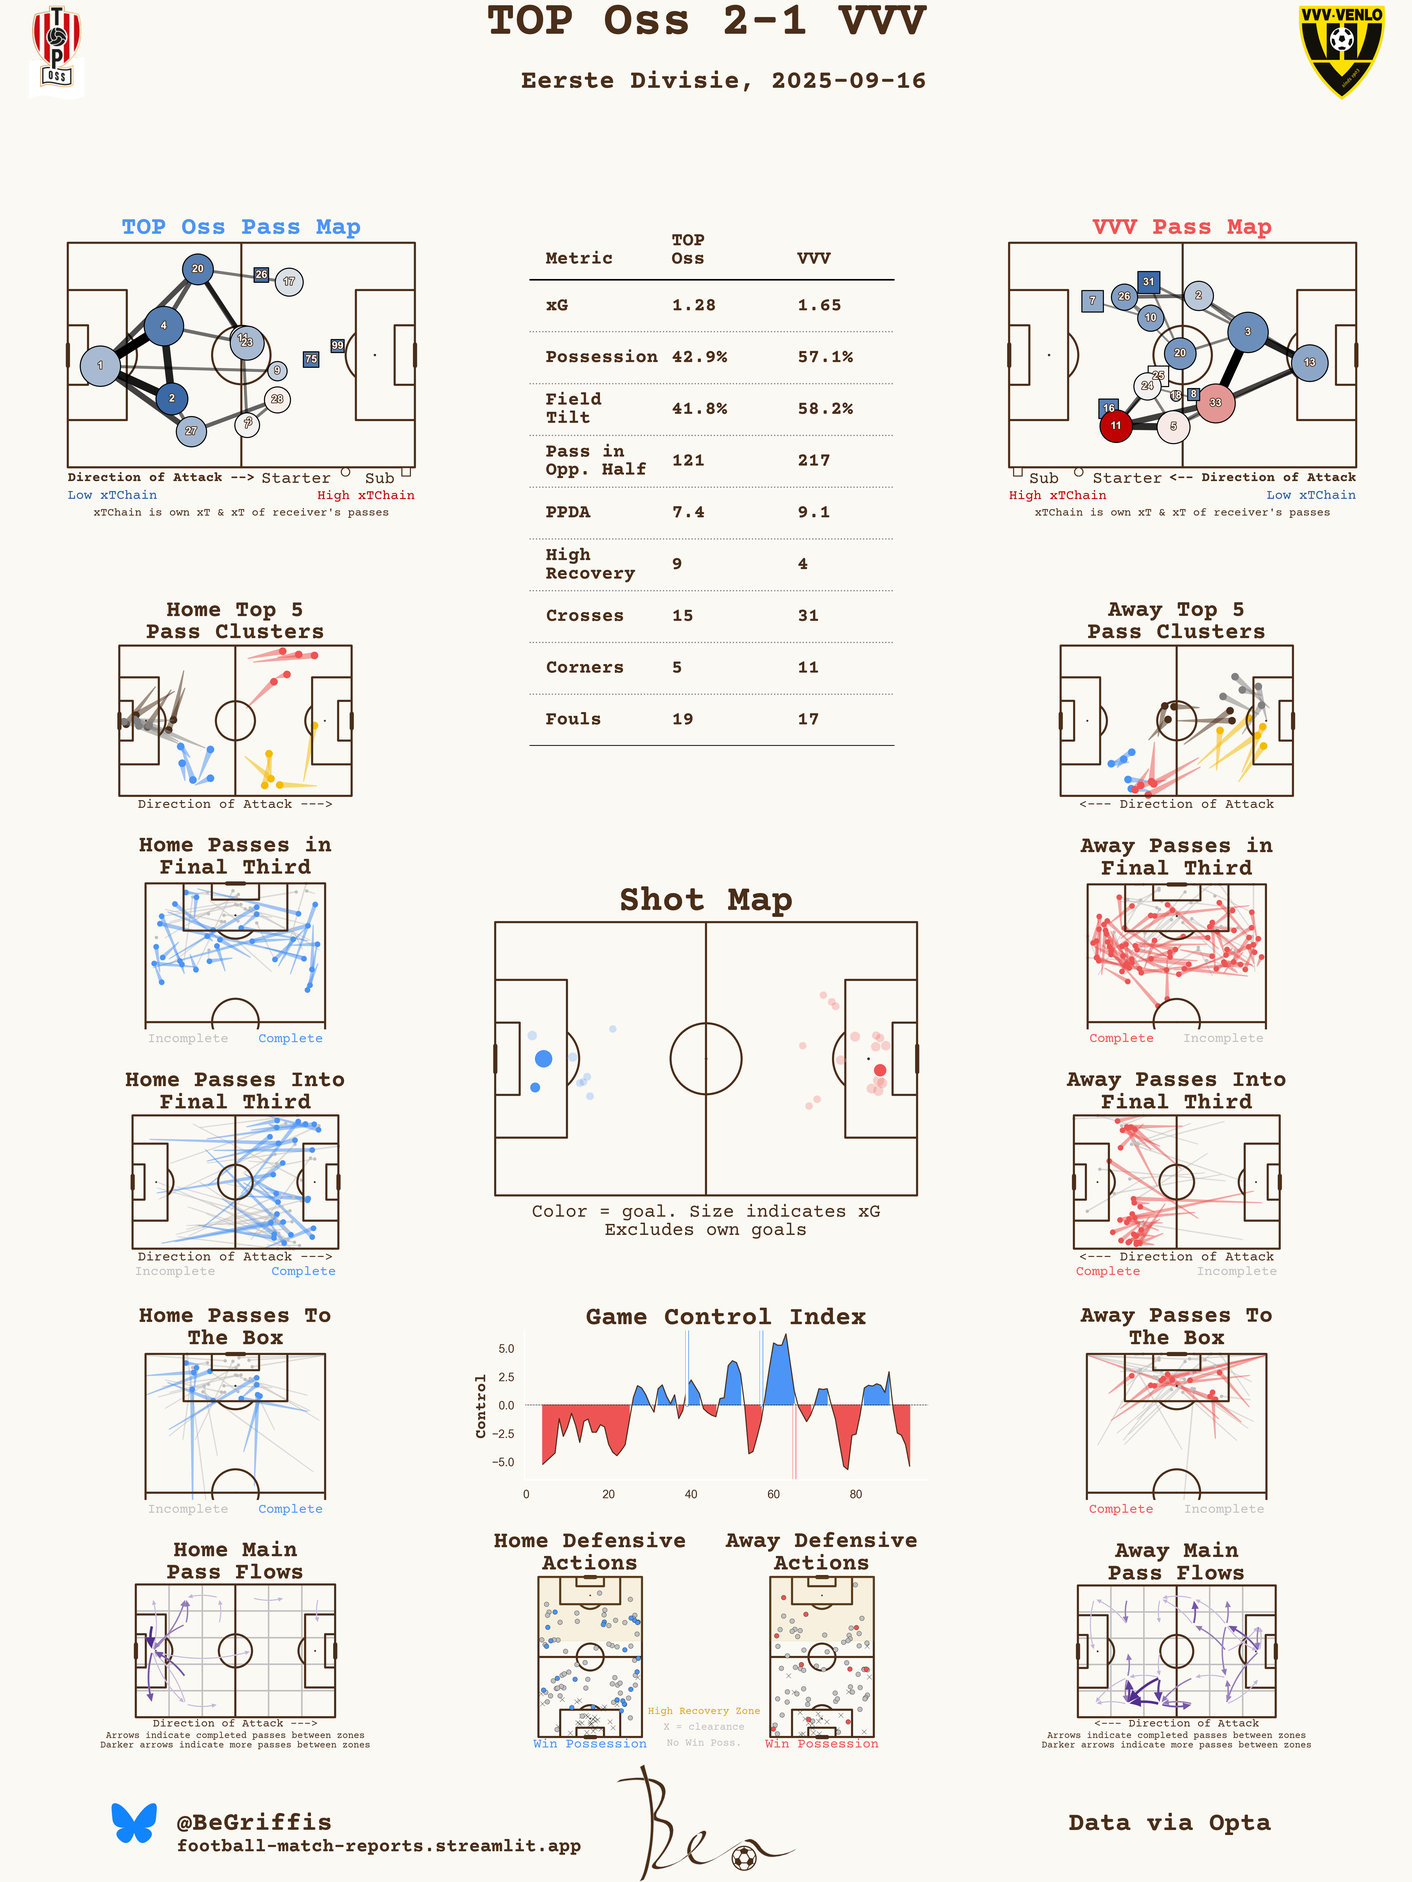 TOP Oss 2-1 VVV
Eerste Divisie, 2025-09-16
TOP
OSS
VVV-VENLO
TOP Oss Pass Map
20
26
17
4
11
23
1
99
75
9
2
28
27
Direction of Attack --> Starter Sub
Low xTChain High xTChain
xTChain is own xT & xT of receiver's passes
Metric TOP Oss VVV
xG 1.28 1.65
Possession 42.9% 57.1%
Field Tilt 41.8% 58.2%
Pass in Opp. Half 121 217
PPDA 7.4 9.1
High Recovery 9 4
Crosses 15 31
Corners 5 11
Fouls 19 17
VVV Pass Map
31
7
26
2
10
3
20
13
25
24
18
8
16
33
11
5
Sub Starter <-- Direction of Attack
High xTChain Low xTChain
xTChain is own xT & xT of receiver's passes
Home Top 5
Pass Clusters
Direction of Attack --->
Away Top 5
Pass Clusters
<--- Direction of Attack
Home Passes in
Final Third
Incomplete Complete
Away Passes in
Final Third
Complete Incomplete
Shot Map
Color = goal. Size indicates xG
Excludes own goals
Home Passes Into
Final Third
Direction of Attack --->
Incomplete Complete
Away Passes Into
Final Third
<--- Direction of Attack
Complete Incomplete
Home Passes To
The Box
Incomplete Complete
Game Control Index
Control
5.0
2.5
0.0
−2.5
−5.0
0 20 40 60 80
Away Passes To
The Box
Complete Incomplete
Home Main
Pass Flows
Direction of Attack --->
Arrows indicate completed passes between zones
Darker arrows indicate more passes between zones
Home Defensive
Actions
Win Possession
High Recovery Zone
X = clearance
No Win Poss.
Away Defensive
Actions
Win Possession
Away Main
Pass Flows
<--- Direction of Attack
Arrows indicate completed passes between zones
Darker arrows indicate more passes between zones
@BeGriffis
football-match-reports.streamlit.app
Ben
Data via Opta